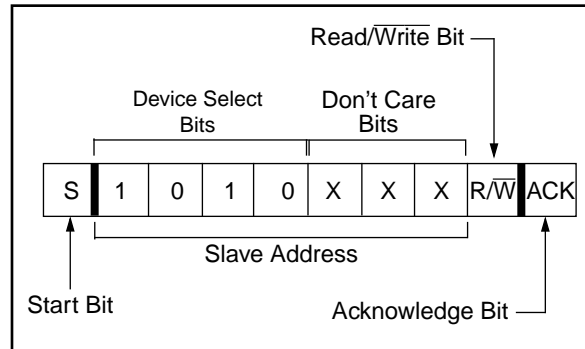 Read/Write Bit
Device Select
Bits
Don't Care
Bits
S 1 0 1 0 X X X R/W ACK
Slave Address
Start Bit
Acknowledge Bit